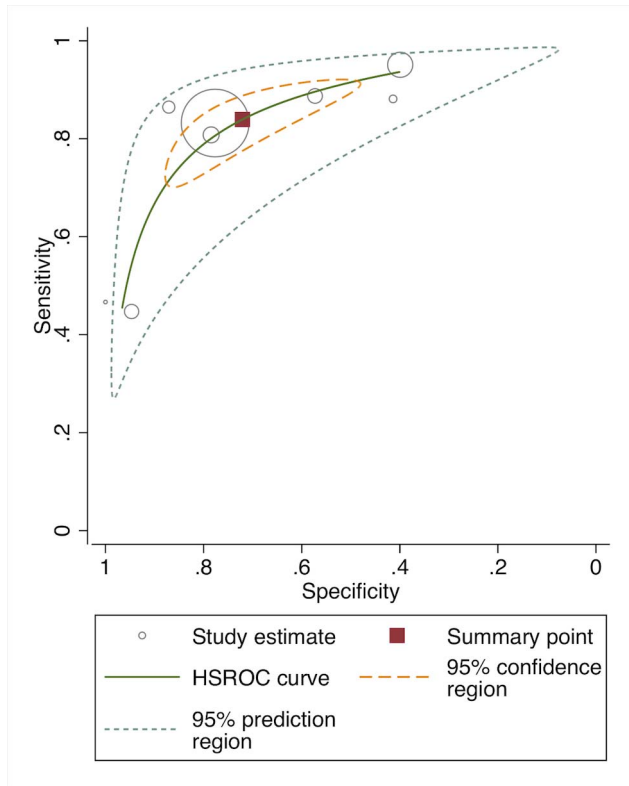 1
.8
.6
.4
.2
0
Sensitivity
1 .8 .6 .4 .2 0
Specificity
Study estimate
Summary point
HSROC curve
95% confidence
region
95% prediction
region